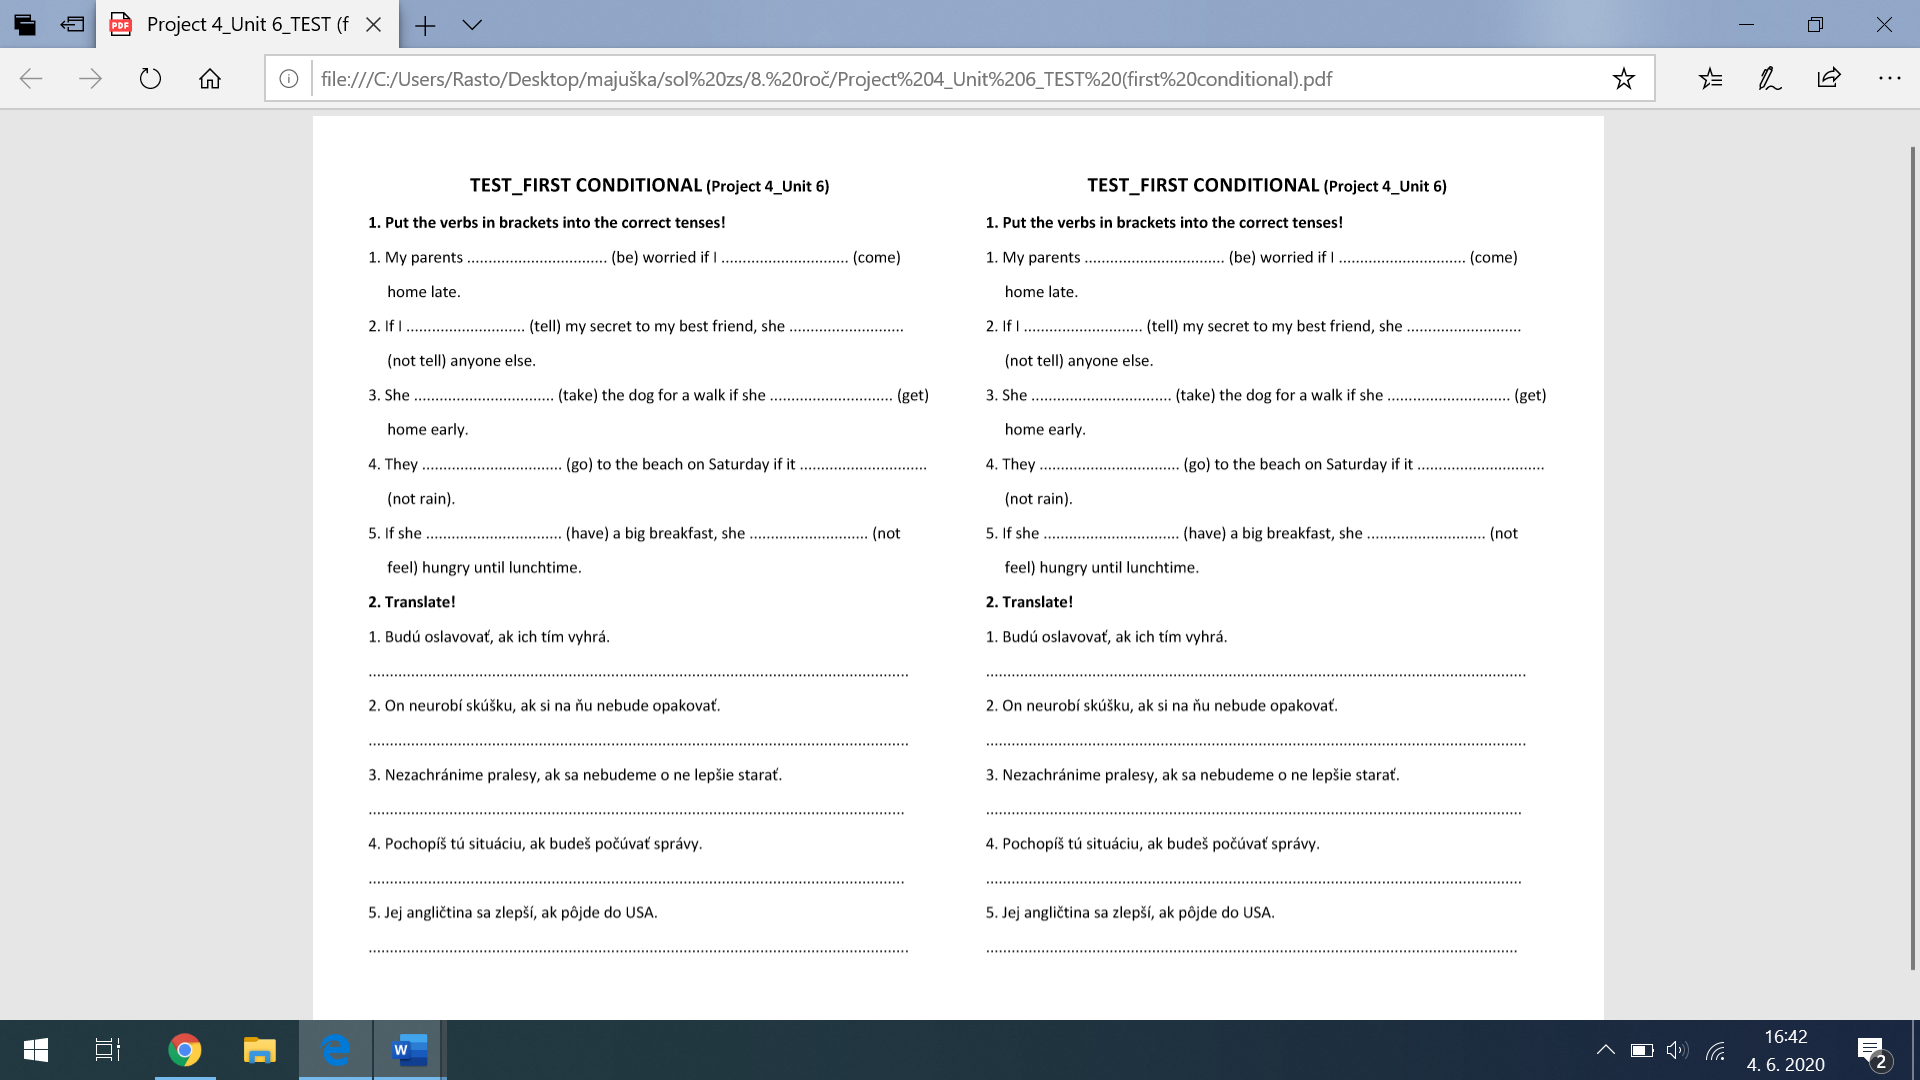 Project 4_Unit 6_TEST (f
file:///C:/Users/Rasto/Desktop/majuška/sol%20zs/8.%20roč/Project%204_Unit%206_TEST%20(first%20conditional).pdf
TEST_FIRST CONDITIONAL (Project 4_Unit 6)
1. Put the verbs in brackets into the correct tenses!
1. My parents ................................. (be) worried if I .............................. (come)
home late.
2. If I ............................ (tell) my secret to my best friend, she ...........................
(not tell) anyone else.
3. She ................................. (take) the dog for a walk if she ............................. (get)
home early.
4. They ................................. (go) to the beach on Saturday if it ..............................
(not rain).
5. If she ................................ (have) a big breakfast, she ............................ (not
feel) hungry until lunchtime.
2. Translate!
1. Budú oslavovať, ak ich tím vyhrá.
...............................................................................................................................
2. On neurobí skúšku, ak si na ňu nebude opakovať.
...............................................................................................................................
3. Nezachránime pralesy, ak sa nebudeme o ne lepšie starať.
..............................................................................................................................
4. Pochopíš tú situáciu, ak budeš počúvať správy.
..............................................................................................................................
5. Jej angličtina sa zlepší, ak pôjde do USA.
...............................................................................................................................
TEST_FIRST CONDITIONAL (Project 4_Unit 6)
1. Put the verbs in brackets into the correct tenses!
1. My parents ................................. (be) worried if I .............................. (come)
home late.
2. If I ............................ (tell) my secret to my best friend, she ...........................
(not tell) anyone else.
3. She ................................. (take) the dog for a walk if she ............................. (get)
home early.
4. They ................................. (go) to the beach on Saturday if it ..............................
(not rain).
5. If she ................................ (have) a big breakfast, she ............................ (not
feel) hungry until lunchtime.
2. Translate!
1. Budú oslavovať, ak ich tím vyhrá.
...............................................................................................................................
2. On neurobí skúšku, ak si na ňu nebude opakovať.
...............................................................................................................................
3. Nezachránime pralesy, ak sa nebudeme o ne lepšie starať.
..............................................................................................................................
4. Pochopíš tú situáciu, ak budeš počúvať správy.
..............................................................................................................................
5. Jej angličtina sa zlepší, ak pôjde do USA.
.............................................................................................................................
16:42
4. 6. 2020
2